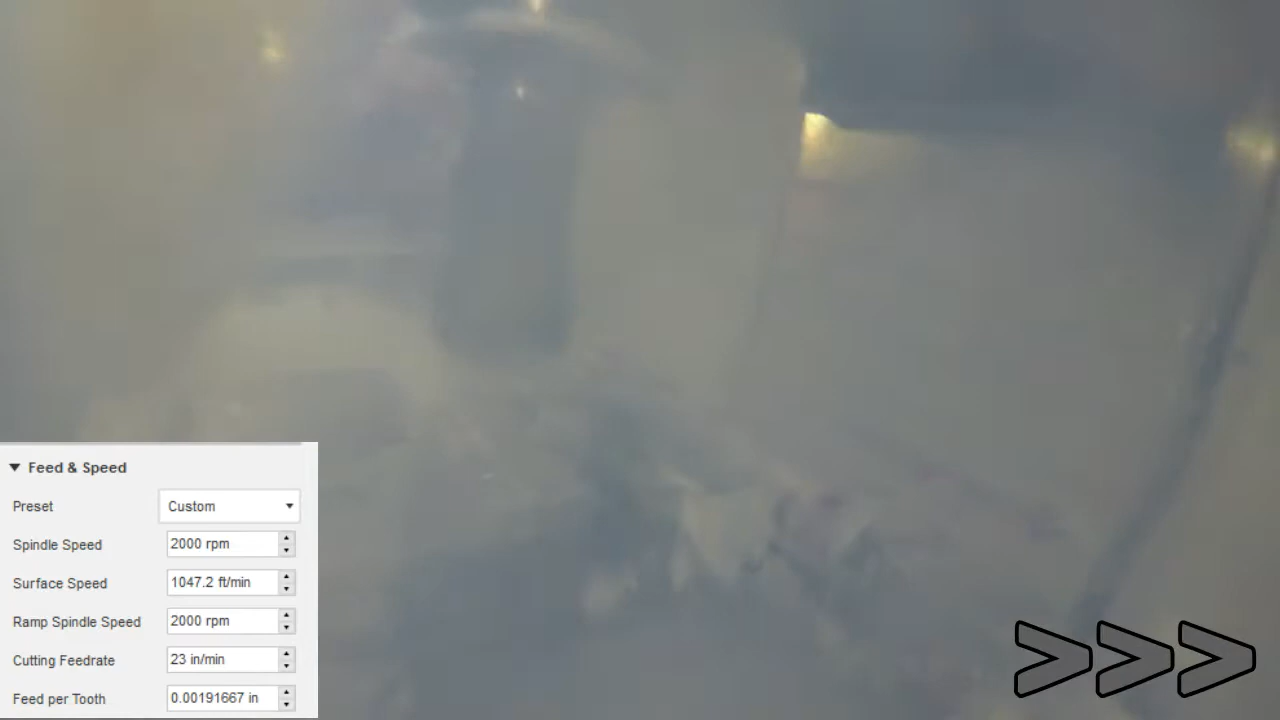 Feed & Speed
Preset Custom
Spindle Speed 2000 rpm
Surface Speed 1047.2 ft/min
Ramp Spindle Speed 2000 rpm
Cutting Feedrate 23 in/min
Feed per Tooth 0.00191667 in